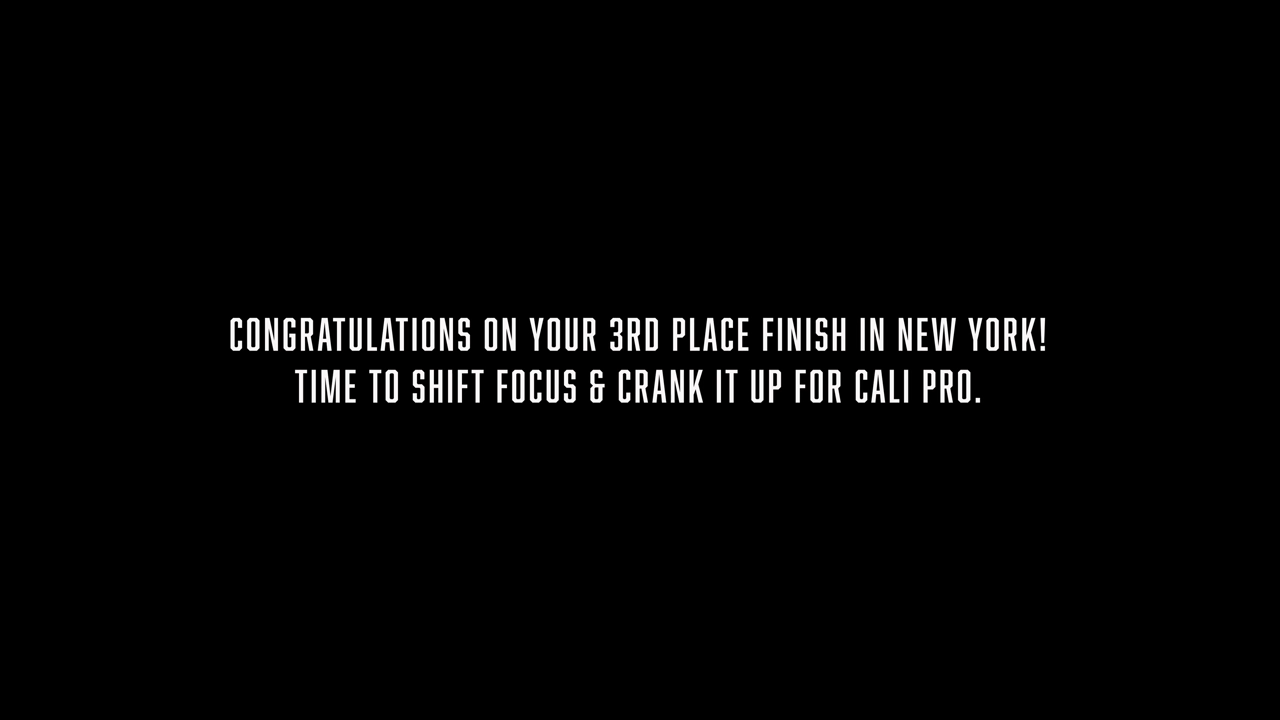 CONGRATULATIONS ON YOUR 3RD PLACE FINISH IN NEW YORK!
TIME TO SHIFT FOCUS & CRANK IT UP FOR CALI PRO.